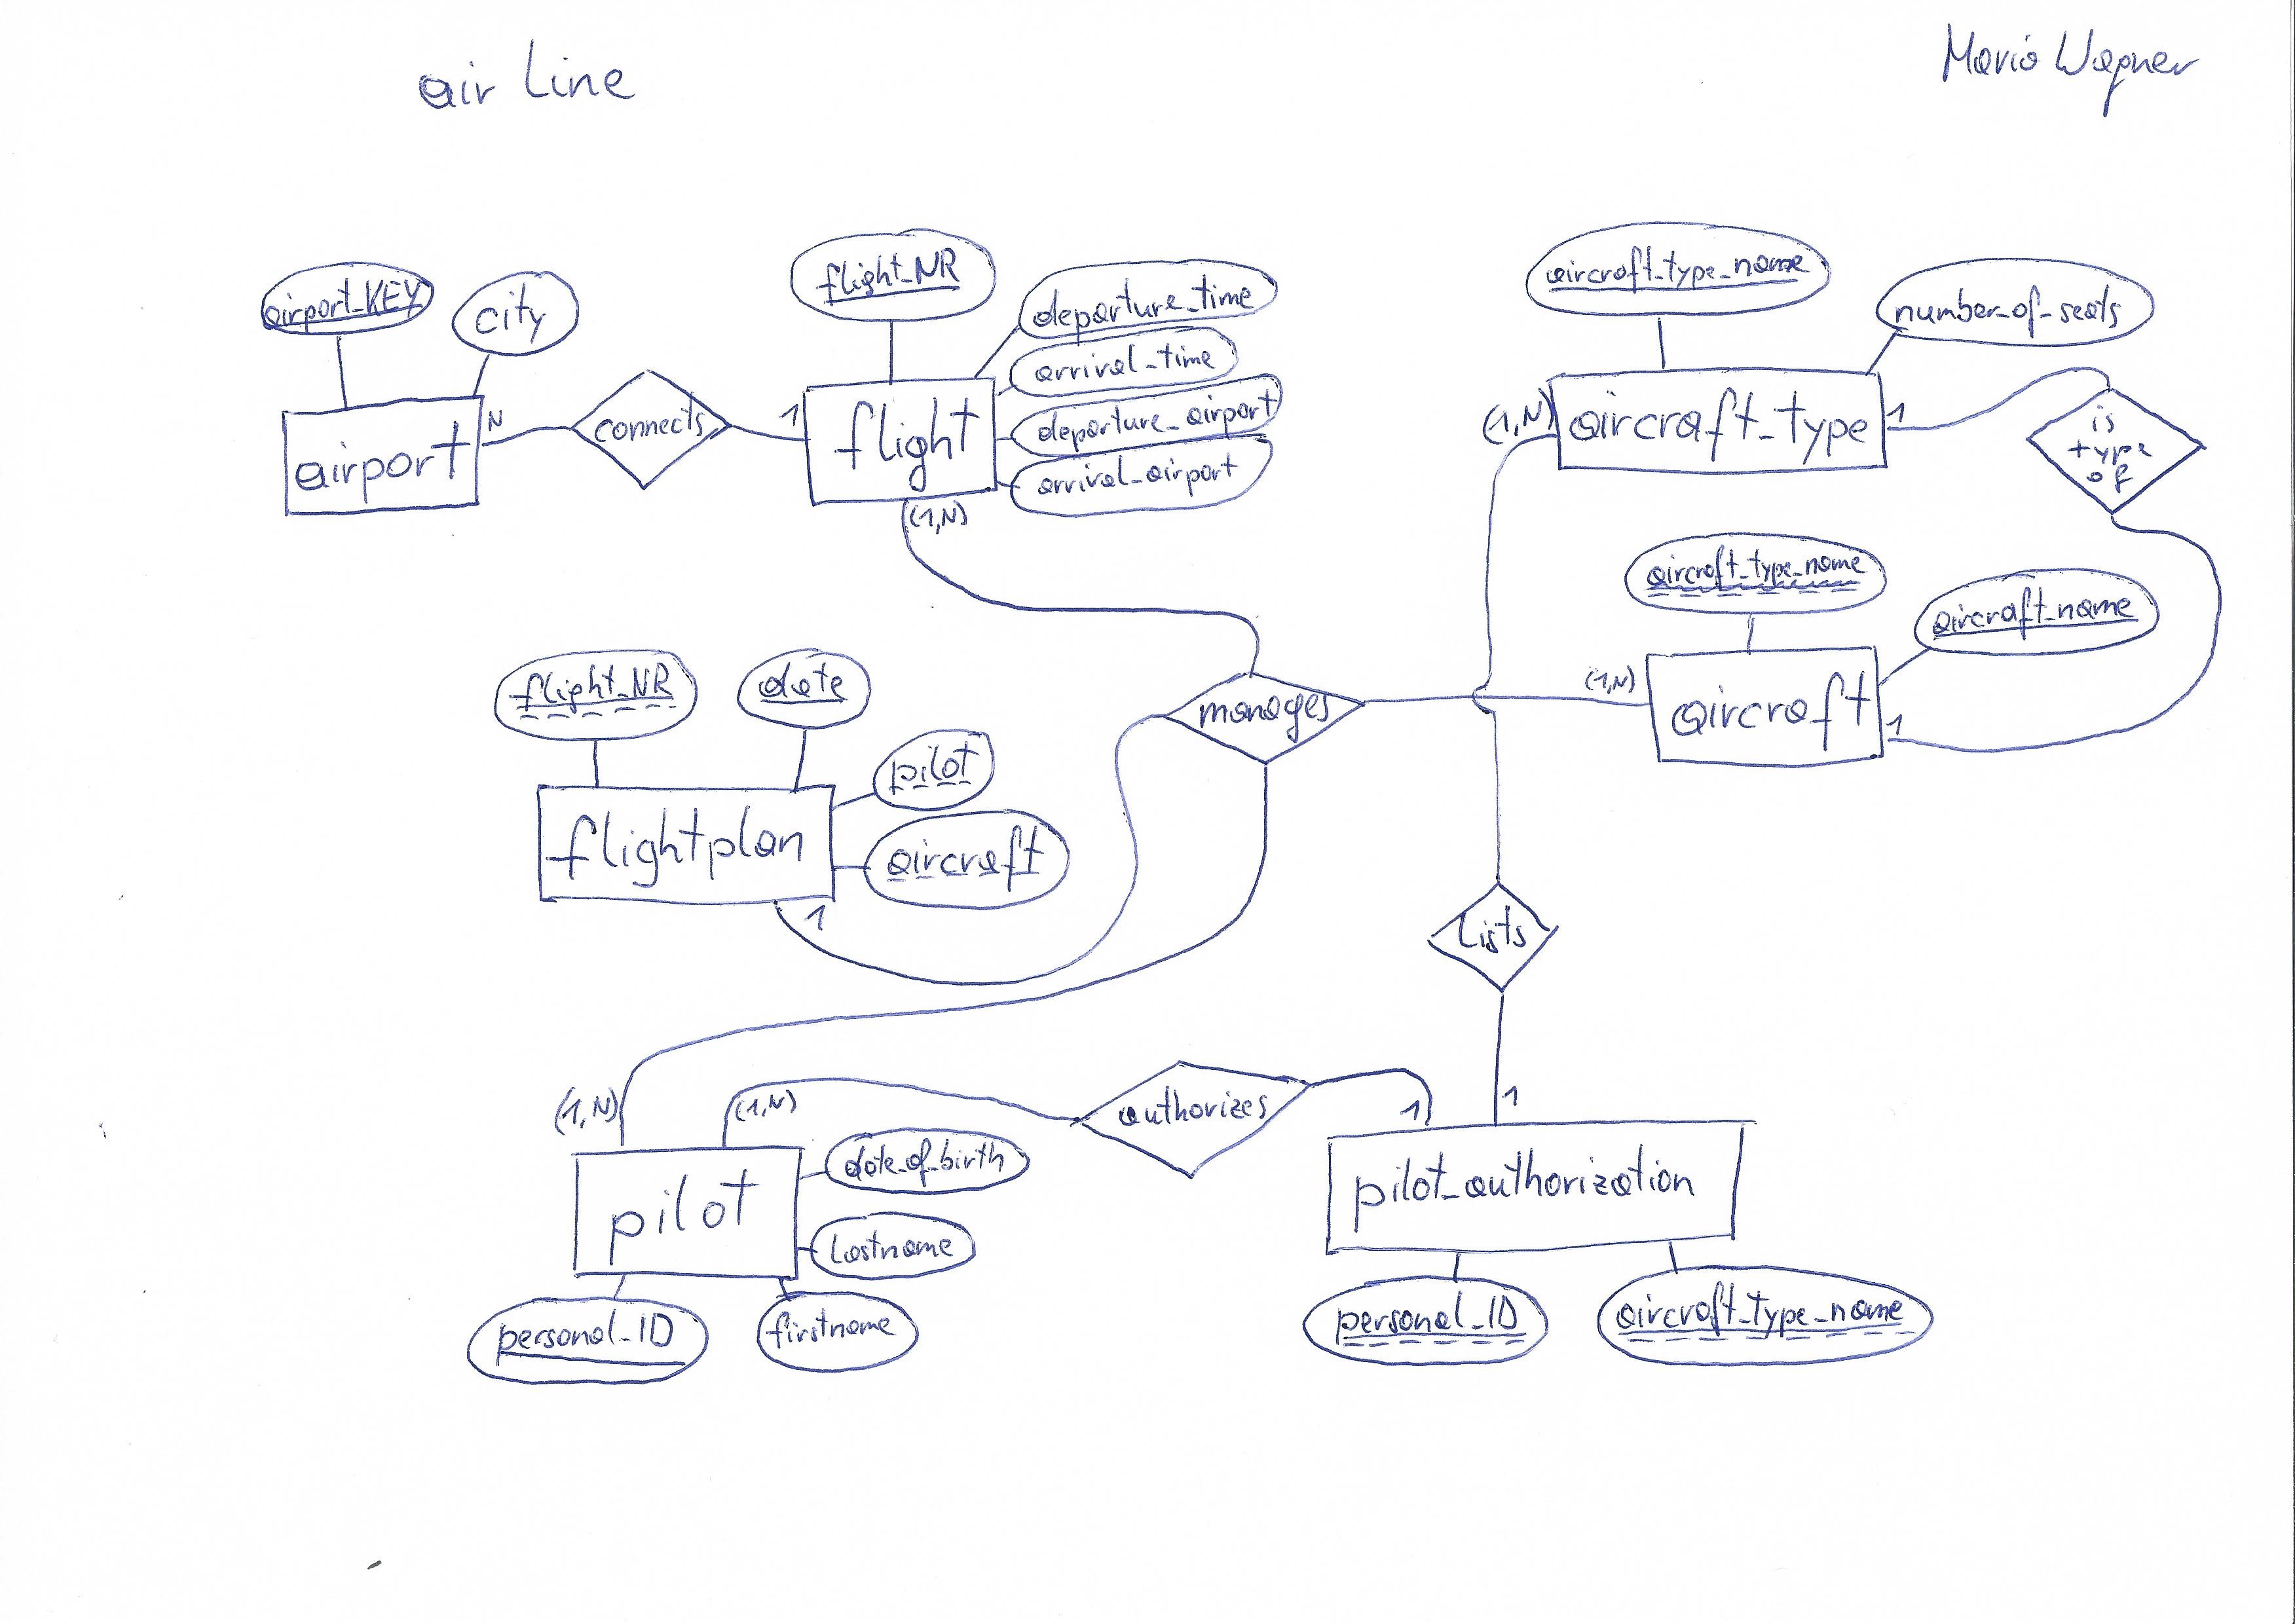 air Line
Mario Wagner
airport_KEY
city
airport
N
connects
1
flight_NR
flight
departure_time
arrival_time
departure_airport
arrival_airport
(1,N)
aircraft_type_name
number_of_seats
(1,N)
aircraft_type
1
is
type
of
aircraft_type_name
aircraft_name
(1,N)
aircraft
1
flight_NR
date
pilot
aircraft
flightplan
1
manages
Lists
1
(1,N)
(1,N)
authorizes
1
pilot
date_of_birth
Lastname
firstname
personal_ID
pilot_authorization
personal_ID
aircraft_type_name